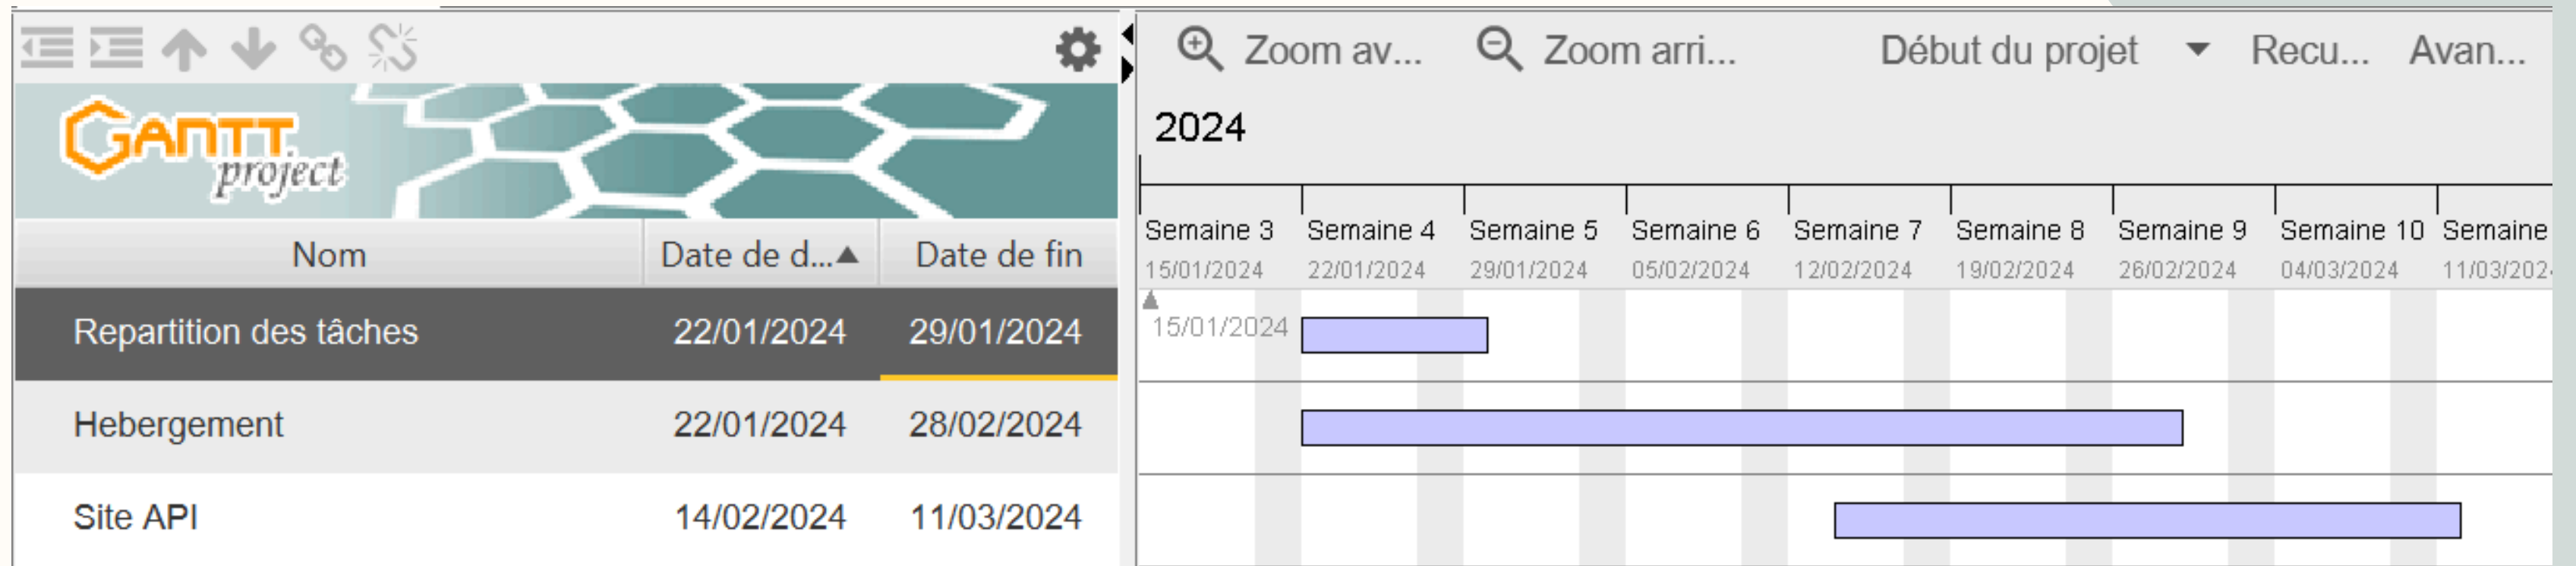 Zoom av... Zoom arri... Début du projet Recu... Avan...
GANTT
project
2024
Nom Date de d... Date de fin
Semaine 3 Semaine 4 Semaine 5 Semaine 6 Semaine 7 Semaine 8 Semaine 9 Semaine 10 Semaine
15/01/2024 22/01/2024 29/01/2024 05/02/2024 12/02/2024 19/02/2024 26/02/2024 04/03/2024 11/03/202
Repartition des tâches 22/01/2024 29/01/2024 15/01/2024
Hebergement 22/01/2024 28/02/2024
Site API 14/02/2024 11/03/2024